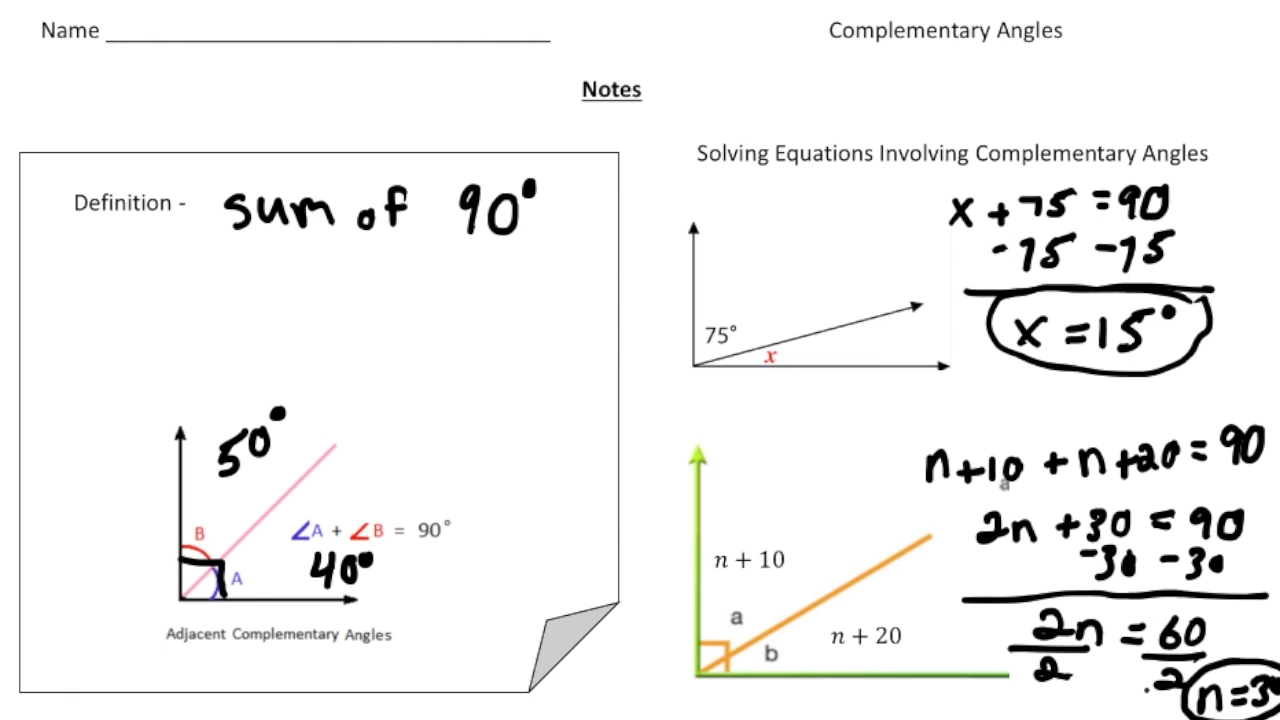 Name
Complementary Angles
Notes
Definition - sum of 90°
50°
B
∠A + ∠B = 90°
A
40°
Adjacent Complementary Angles
Solving Equations Involving Complementary Angles
75°
x
x + 75 = 90
-75 -75
x = 15°
n + 10
a
b
n + 20
n+10 + n+20 = 90
a
2n + 30 = 90
-30 -30
2n = 60
2 2